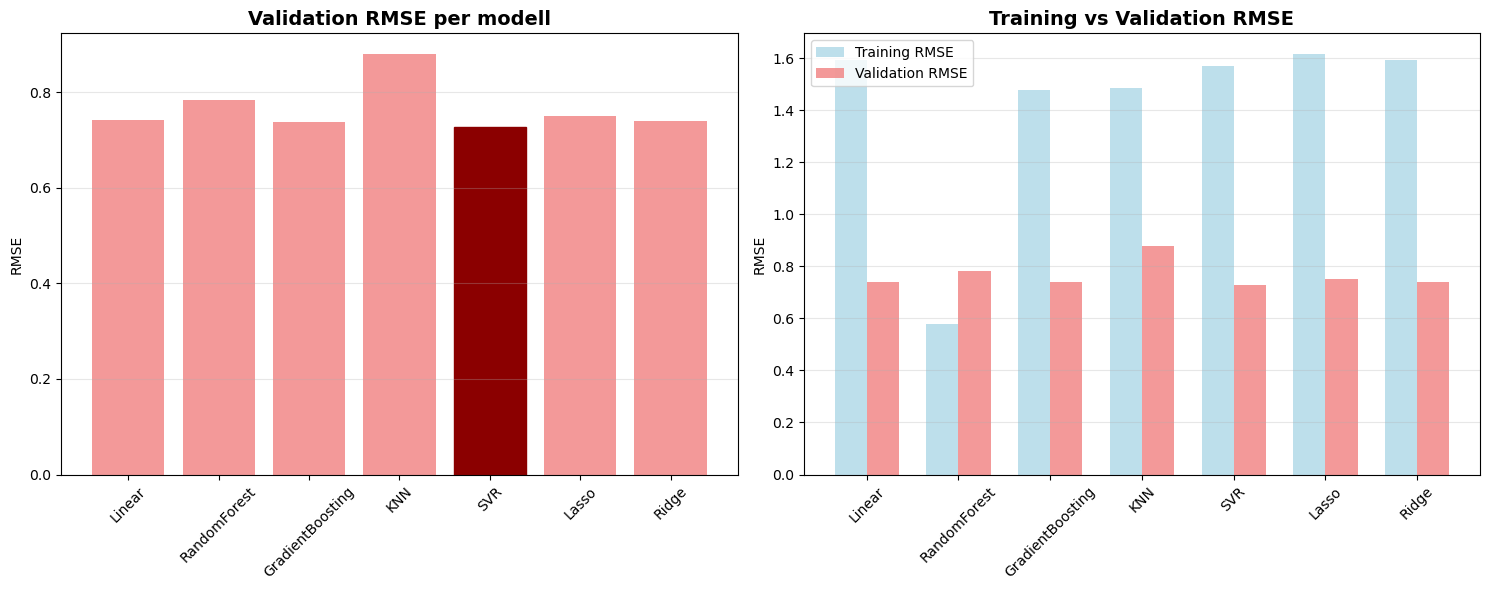 Validation RMSE per modell
RMSE
0.8
0.6
0.4
0.2
0.0
Linear
RandomForest
GradientBoosting
KNN
SVR
Lasso
Ridge
Training vs Validation RMSE
Training RMSE
Validation RMSE
RMSE
1.6
1.4
1.2
1.0
0.8
0.6
0.4
0.2
0.0
Linear
RandomForest
GradientBoosting
KNN
SVR
Lasso
Ridge